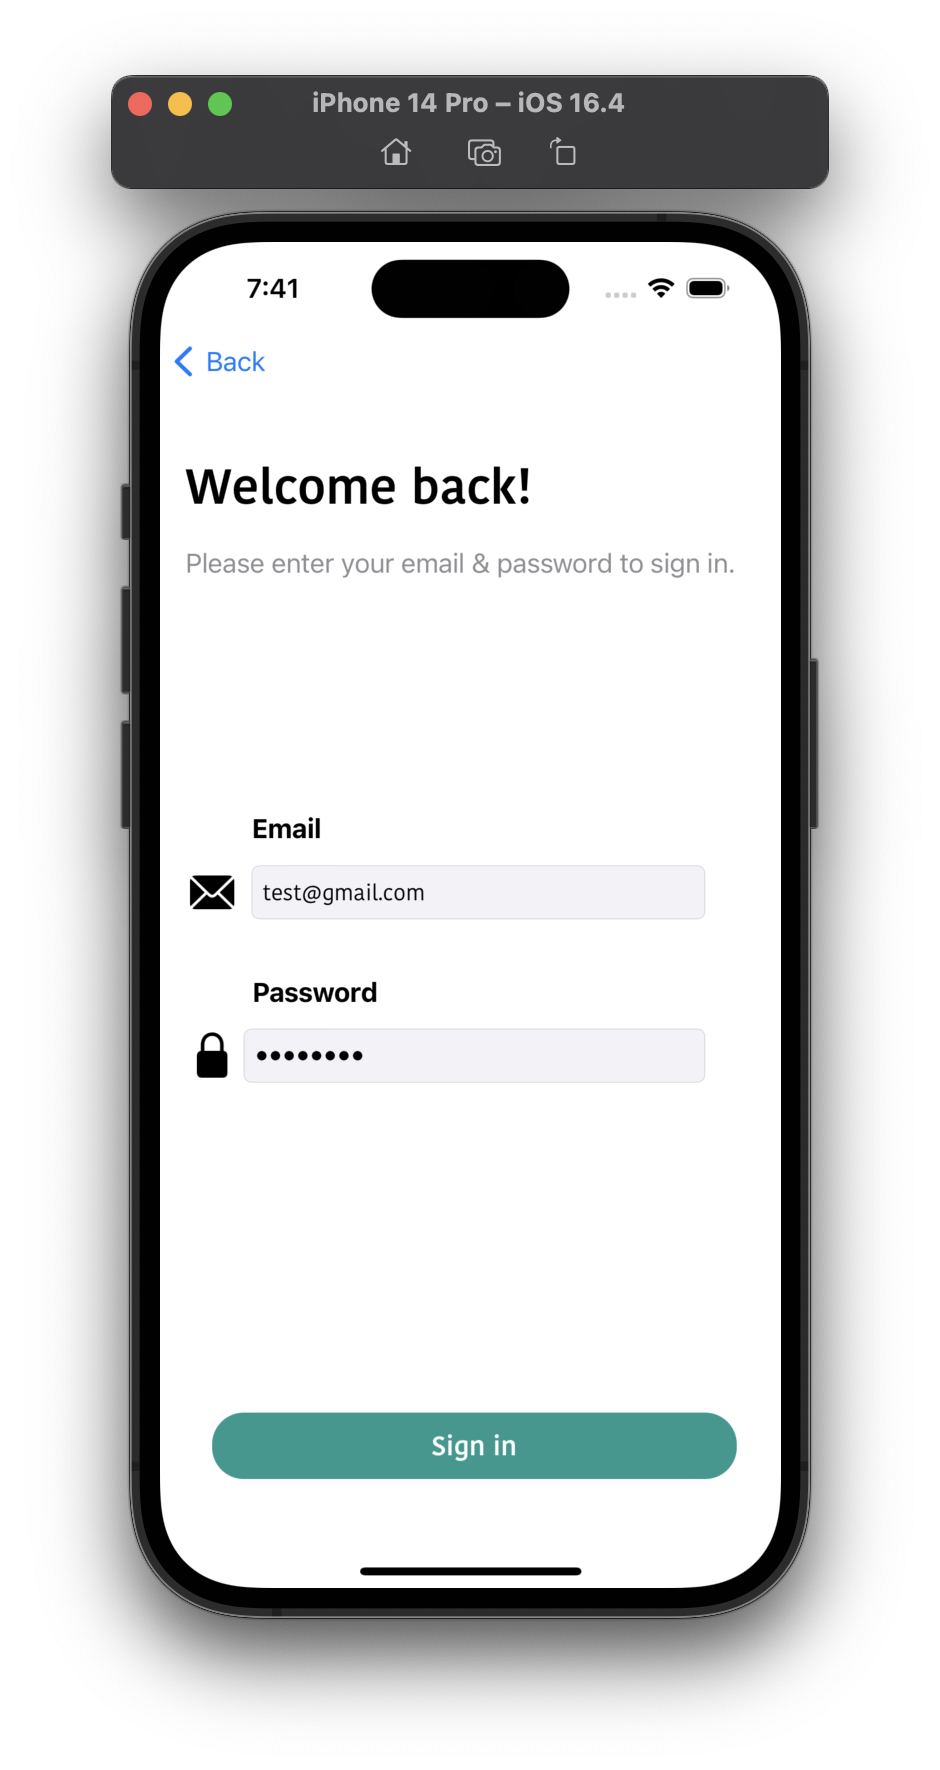 iPhone 14 Pro – iOS 16.4
7:41
Back
Welcome back!
Please enter your email & password to sign in.
Email
test@gmail.com
Password
••••••••
Sign in